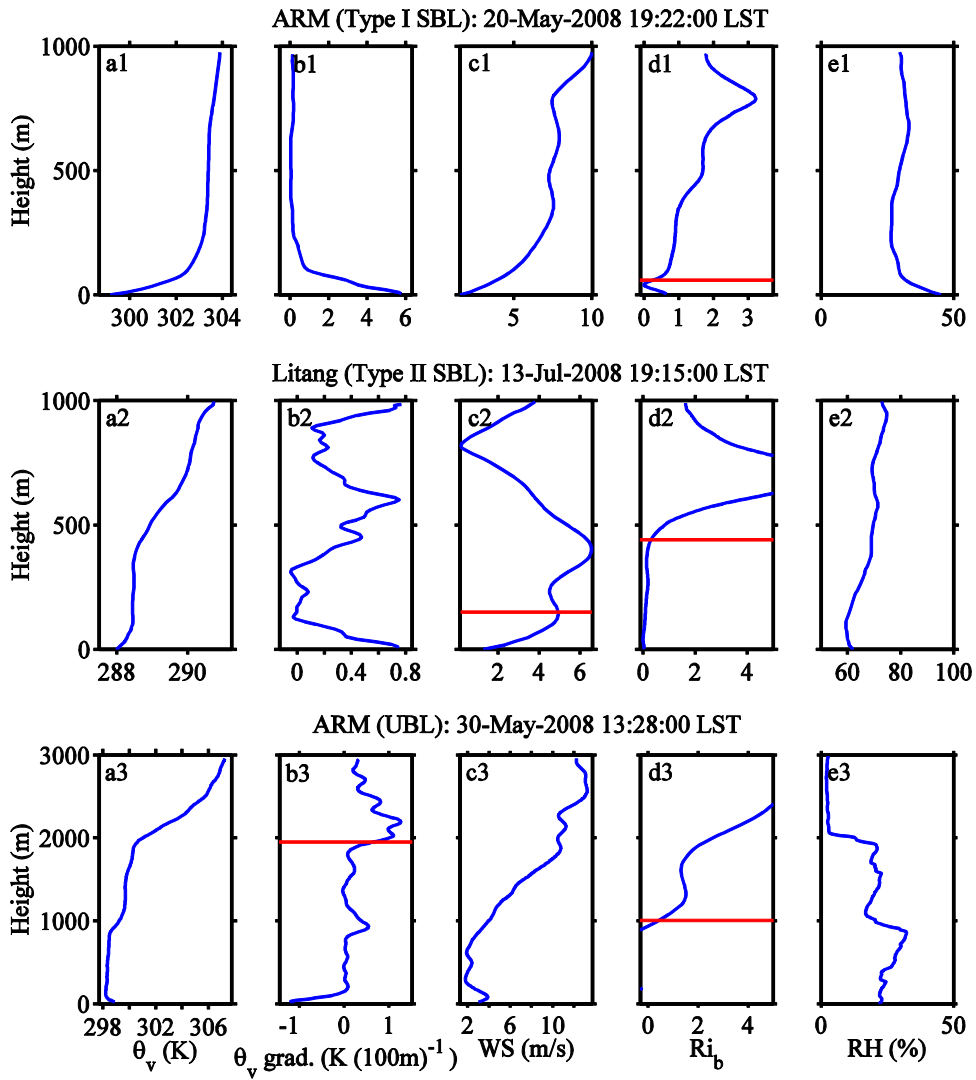 ARM (Type I SBL): 20-May-2008 19:22:00 LST
1000 a1 b1 c1 d1 e1
Height (m)
500
0
300 302 304 0 2 4 6 5 10 0 1 2 3 0 50
Litang (Type II SBL): 13-Jul-2008 19:15:00 LST
1000 a2 b2 c2 d2 e2
Height (m)
500
0
288 290 0 0.4 0.8 2 4 6 0 2 4 60 80 100
ARM (UBL): 30-May-2008 13:28:00 LST
3000 a3 b3 c3 d3 e3
2000
Height (m)
1000
0
298 302 306 -1 0 1 2 6 10 0 2 4 0 50
θv (K) θv grad. (K (100m)-1) WS (m/s) Rib RH (%)